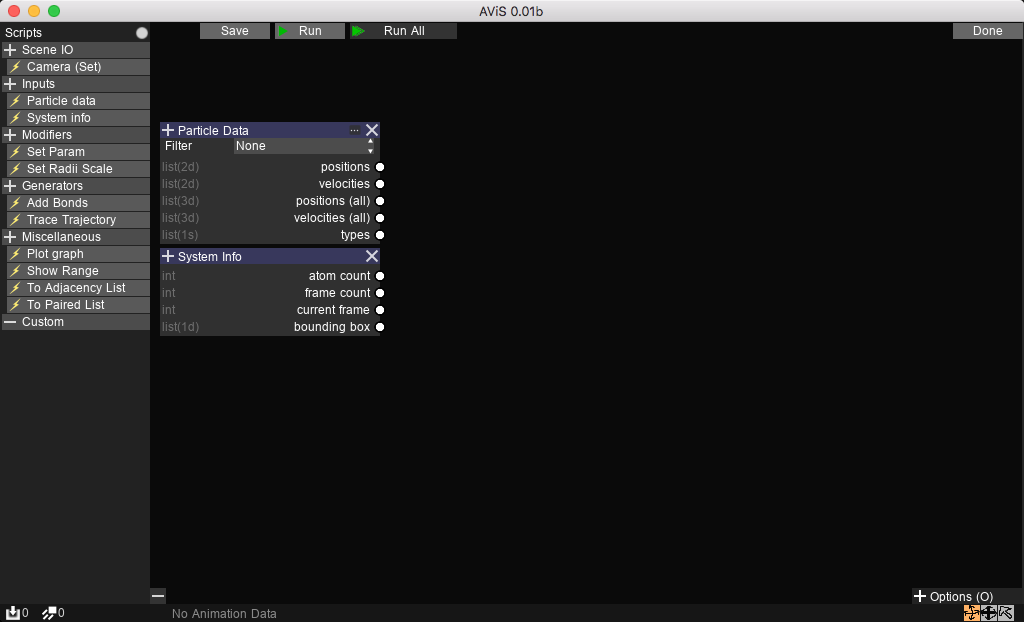 AViS 0.01b
Scripts
Save Run Run All Done
Scene IO
Camera (Set)
Inputs
Particle data
System info
Modifiers
Set Param
Set Radii Scale
Generators
Add Bonds
Trace Trajectory
Miscellaneous
Plot graph
Show Range
To Adjacency List
To Paired List
Custom
Particle Data ...
Filter None
list(2d) positions
list(2d) velocities
list(3d) positions (all)
list(3d) velocities (all)
list(1s) types
System Info
int atom count
int frame count
int current frame
list(1d) bounding box
Options (O)
0 0 No Animation Data